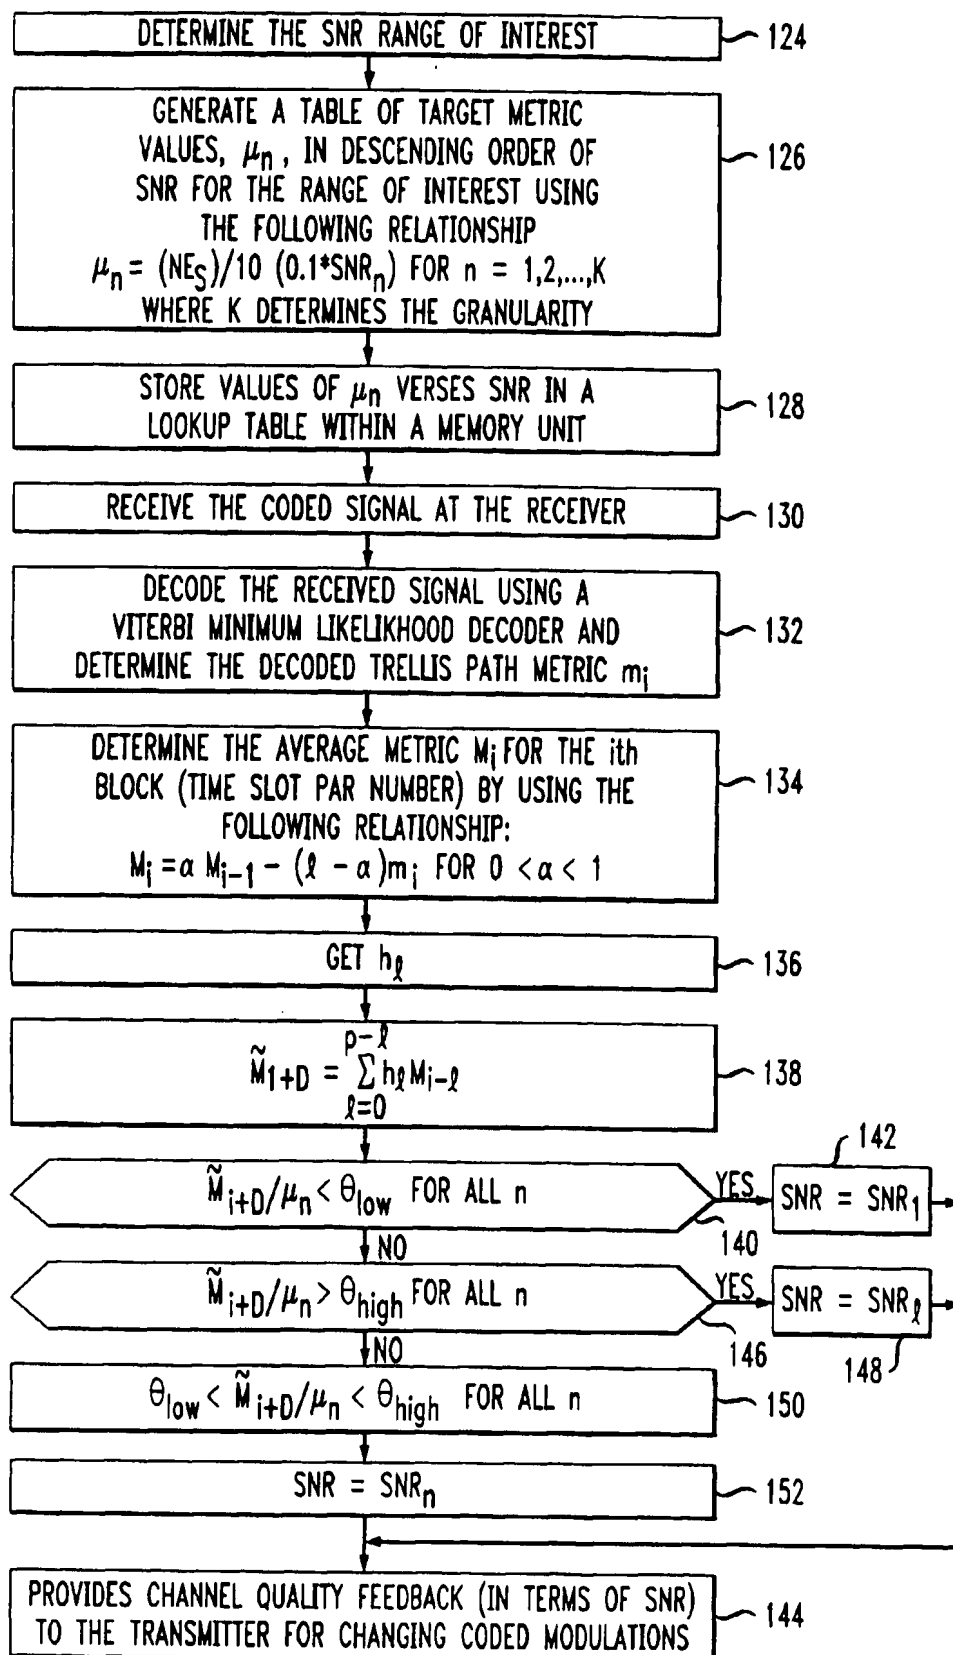 DETERMINE THE SNR RANGE OF INTEREST
124
GENERATE A TABLE OF TARGET METRIC
VALUES, μn, IN DESCENDING ORDER OF
SNR FOR THE RANGE OF INTEREST USING
THE FOLLOWING RELATIONSHIP
μn = (NES)/10 (0.1*SNRn) FOR n = 1,2,...,K
WHERE K DETERMINES THE GRANULARITY
126
STORE VALUES OF μn VERSES SNR IN A
LOOKUP TABLE WITHIN A MEMORY UNIT
128
RECEIVE THE CODED SIGNAL AT THE RECEIVER
130
DECODE THE RECEIVED SIGNAL USING A
VITERBI MINIMUM LIKELIKHOOD DECODER AND
DETERMINE THE DECODED TRELLIS PATH METRIC mi
132
DETERMINE THE AVERAGE METRIC Mi FOR THE ith
BLOCK (TIME SLOT PAR NUMBER) BY USING THE
FOLLOWING RELATIONSHIP:
Mi = α Mi-1 - (ℓ - α)mi FOR 0 < α < 1
134
GET hℓ
136
p-ℓ
M̃1+D = Σ hℓ Mi-ℓ
ℓ=0
138
M̃i+D/μn < θlow FOR ALL n
YES
140
142
SNR = SNR1
NO
M̃i+D/μn > θhigh FOR ALL n
YES
146
SNR = SNRℓ
148
NO
θlow < M̃i+D/μn < θhigh FOR ALL n
150
SNR = SNRn
152
PROVIDES CHANNEL QUALITY FEEDBACK (IN TERMS OF SNR)
TO THE TRANSMITTER FOR CHANGING CODED MODULATIONS
144